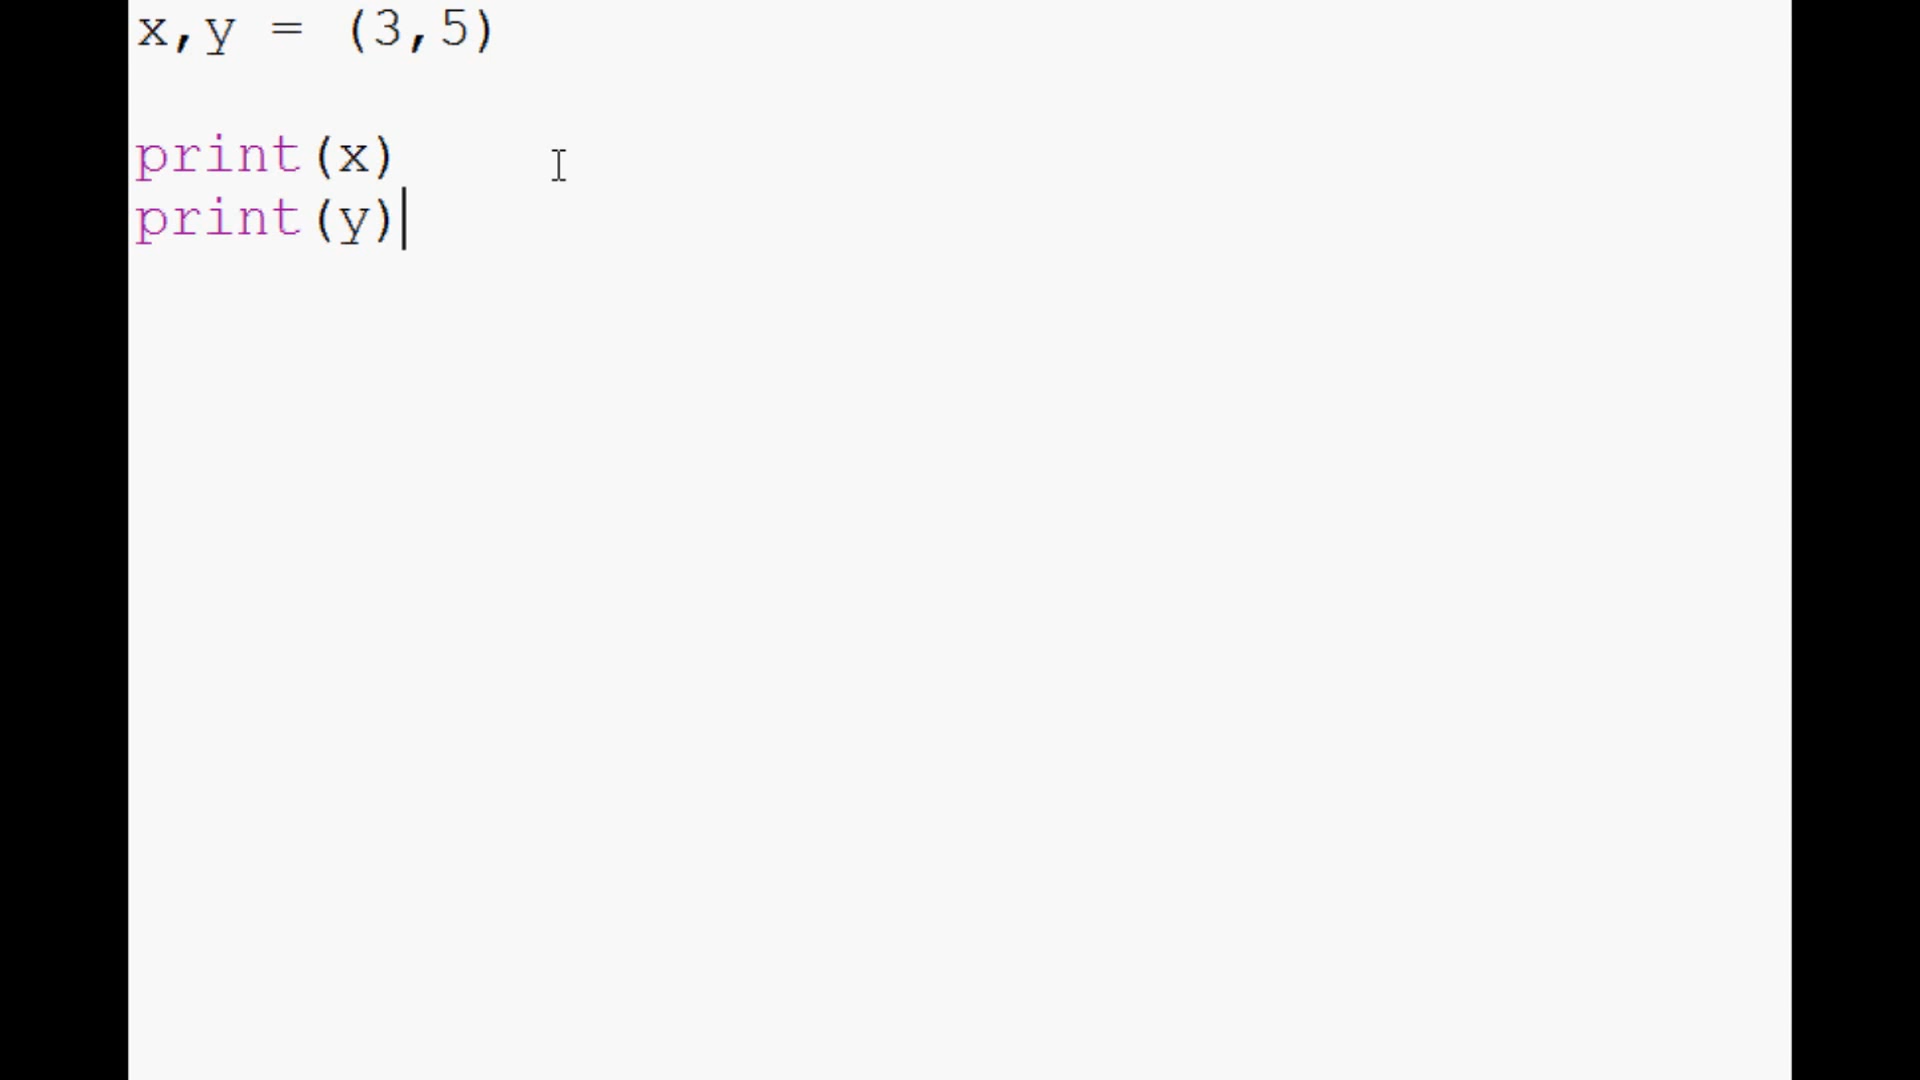 x,y = (3,5)
print(x)
print(y)